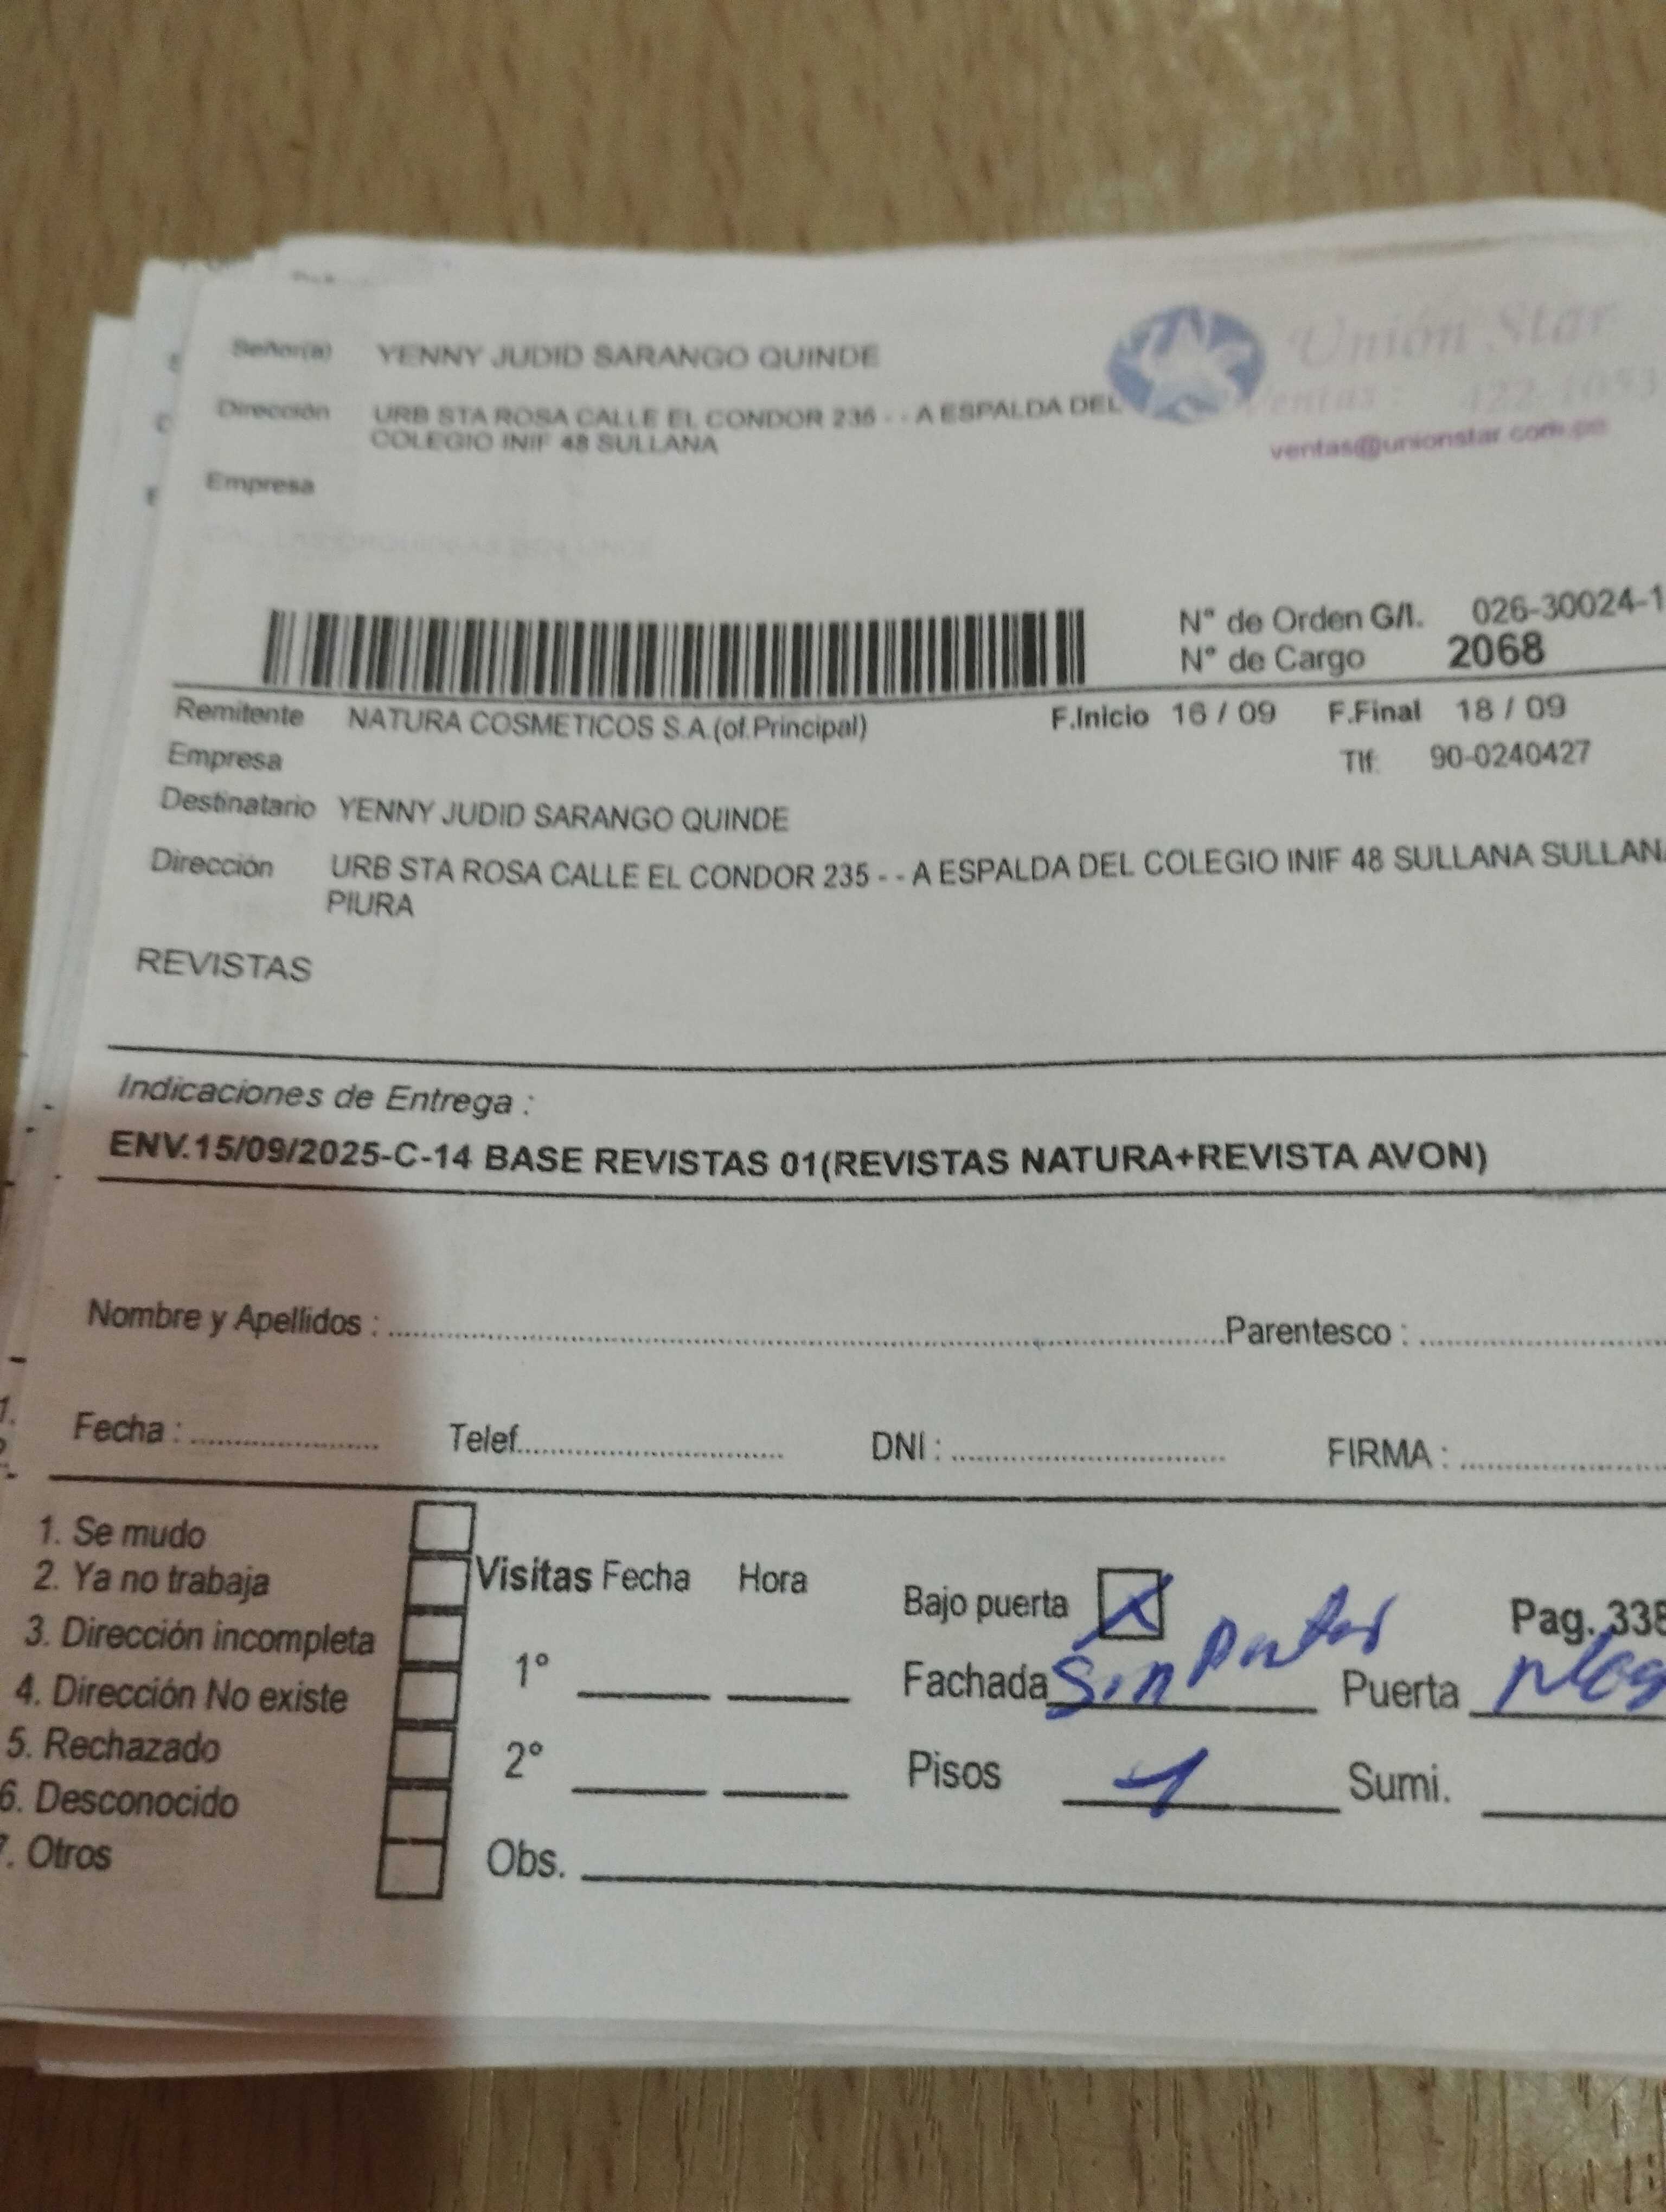 Señor(a) YENNY JUDID SARANGO QUINDE
Unión Star
Dirección URB STA ROSA CALLE EL CONDOR 235 - - A ESPALDA DEL
COLEGIO INIF 48 SULLANA
Ventas : 422-1053
ventas@unionstar.com.pe
Empresa
N° de Orden G/I. 026-30024-1
N° de Cargo 2068
Remitente NATURA COSMETICOS S.A.(of.Principal) F.Inicio 16 / 09 F.Final 18 / 09
Empresa Tlf: 90-0240427
Destinatario YENNY JUDID SARANGO QUINDE
Dirección URB STA ROSA CALLE EL CONDOR 235 - - A ESPALDA DEL COLEGIO INIF 48 SULLANA SULLANA
PIURA
REVISTAS
Indicaciones de Entrega :
ENV.15/09/2025-C-14 BASE REVISTAS 01(REVISTAS NATURA+REVISTA AVON)
Nombre y Apellidos : Parentesco :
Fecha : Telef. DNI : FIRMA :
1. Se mudo
2. Ya no trabaja
3. Dirección incompleta
4. Dirección No existe
5. Rechazado
6. Desconocido
7. Otros
Visitas Fecha Hora
1°
2°
Obs.
Bajo puerta X Pag. 338
Fachada Sin Puerta
Pisos 1 Sumi.